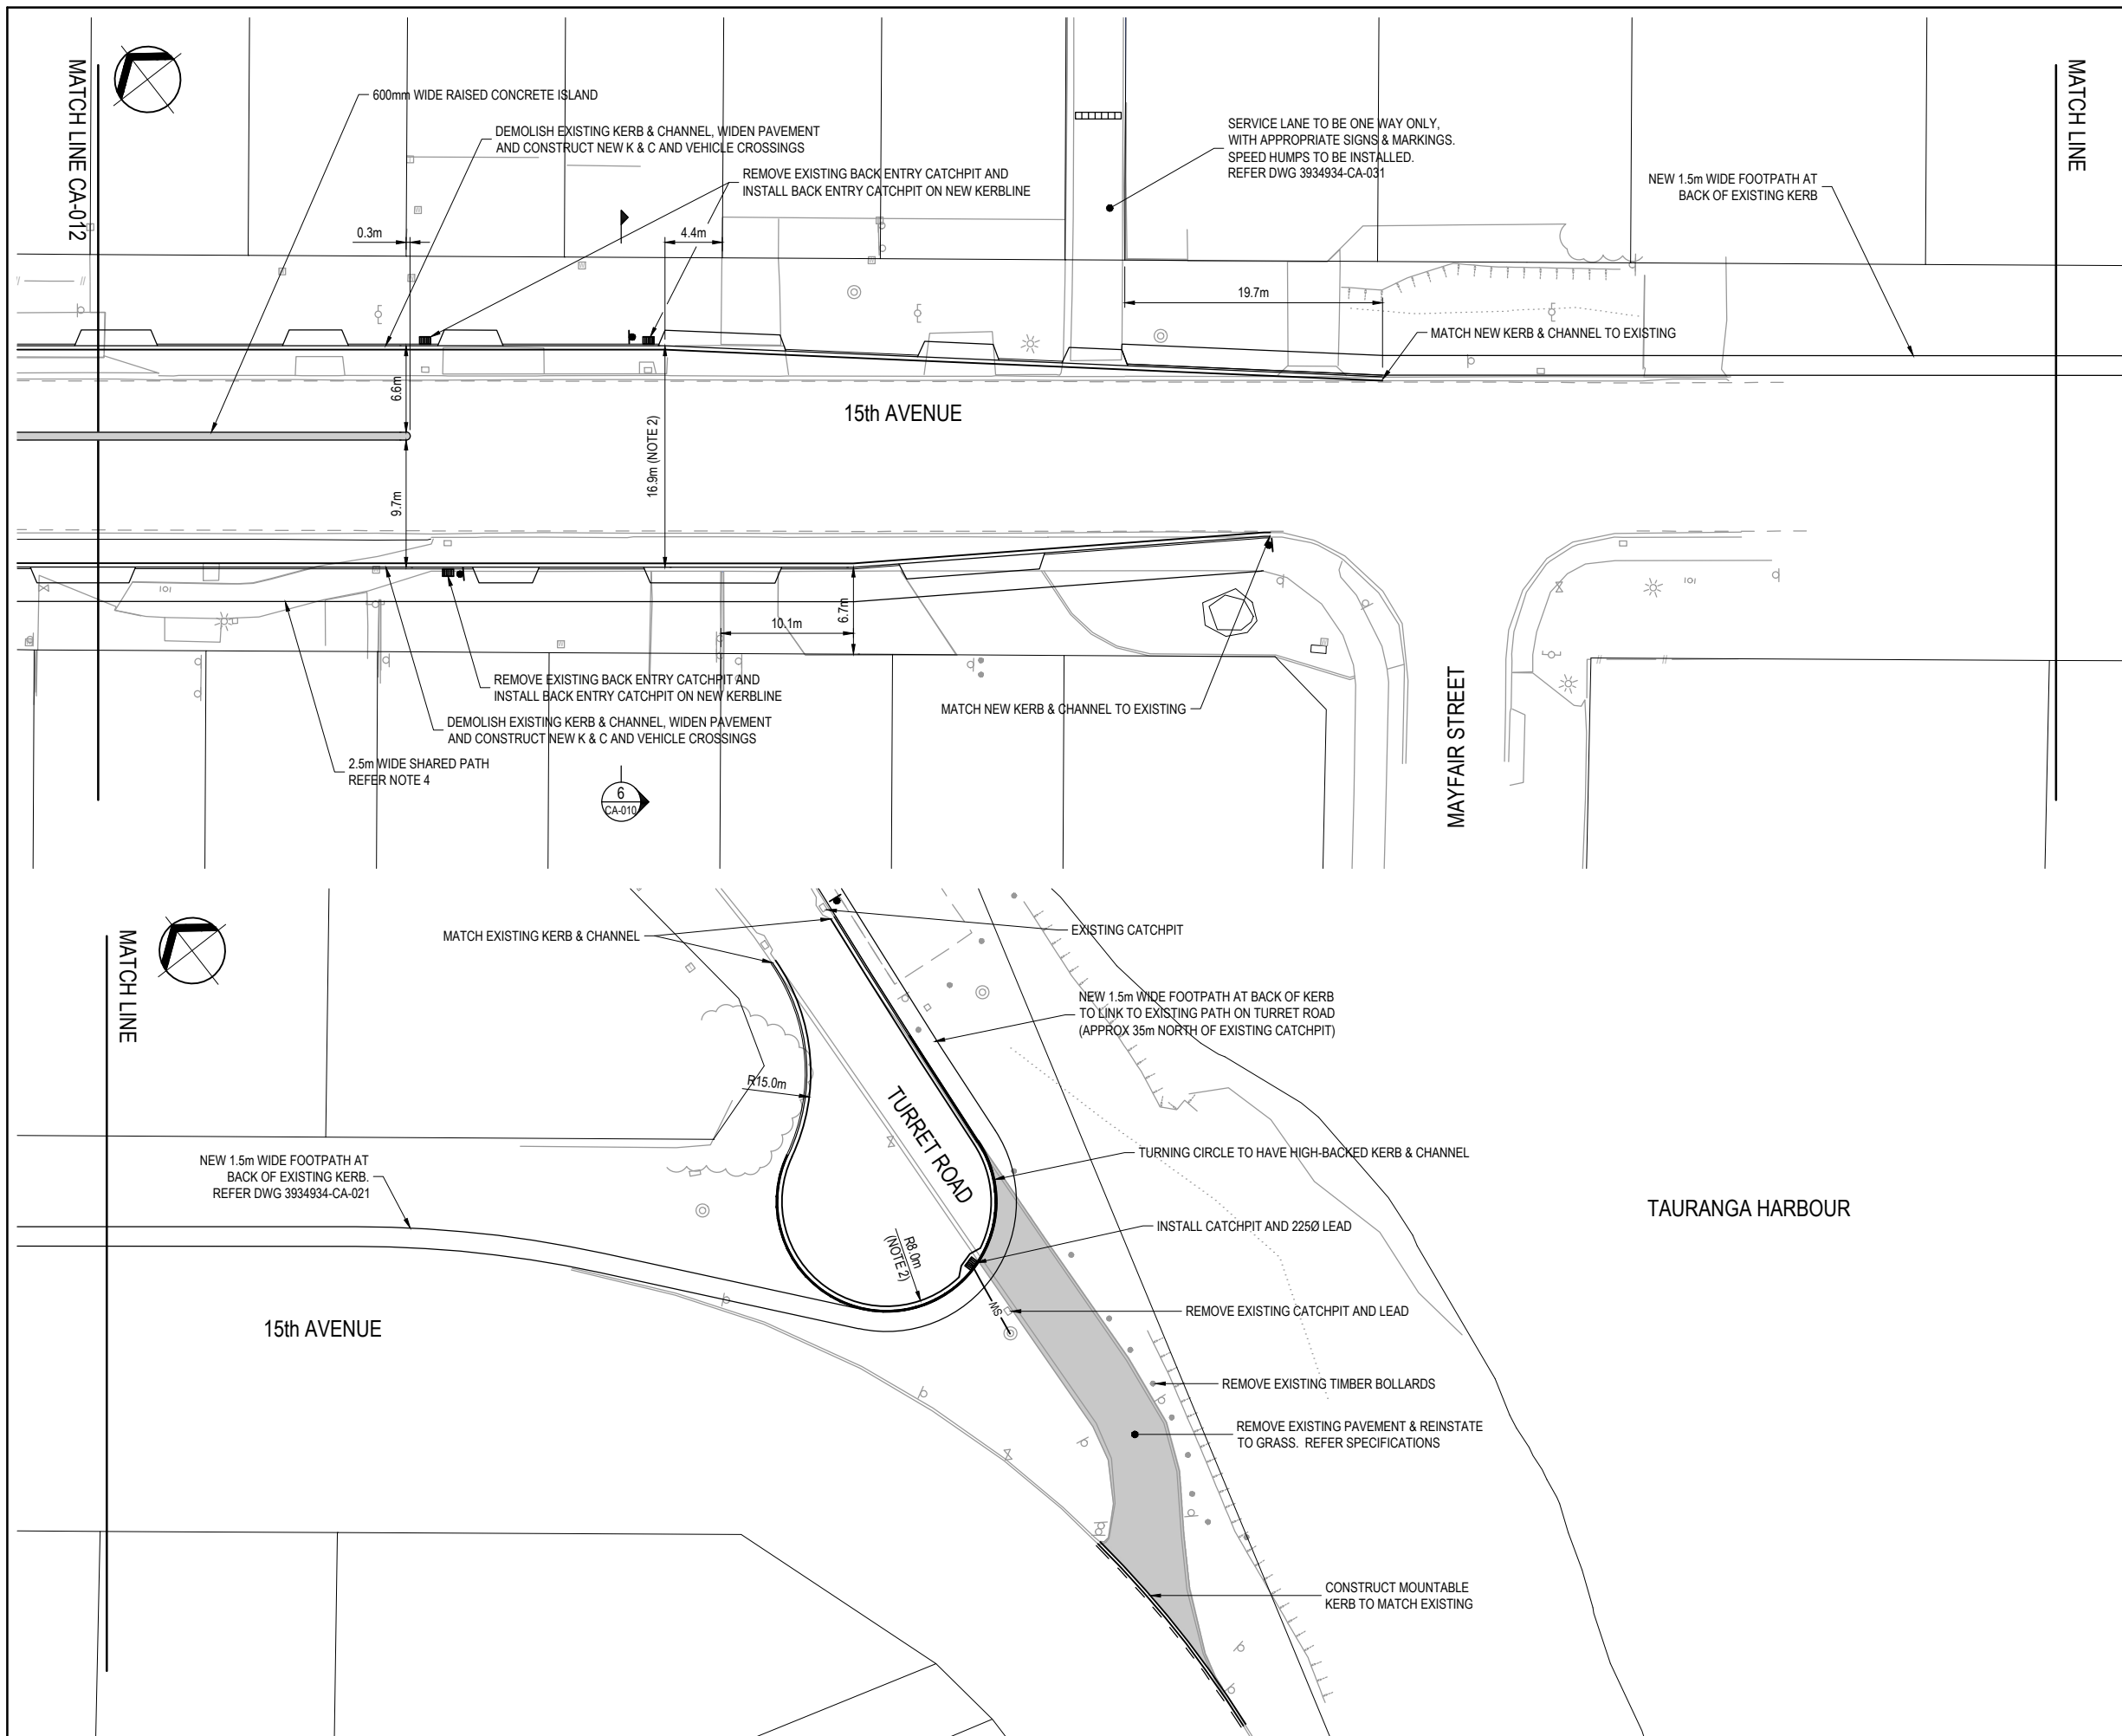 MATCH LINE CA-012
600mm WIDE RAISED CONCRETE ISLAND
DEMOLISH EXISTING KERB & CHANNEL, WIDEN PAVEMENT
AND CONSTRUCT NEW K & C AND VEHICLE CROSSINGS
REMOVE EXISTING BACK ENTRY CATCHPIT AND
INSTALL BACK ENTRY CATCHPIT ON NEW KERBLINE
SERVICE LANE TO BE ONE WAY ONLY,
WITH APPROPRIATE SIGNS & MARKINGS.
SPEED HUMPS TO BE INSTALLED.
REFER DWG 3934934-CA-031
NEW 1.5m WIDE FOOTPATH AT
BACK OF EXISTING KERB
MATCH LINE
0.3m
4.4m
19.7m
MATCH NEW KERB & CHANNEL TO EXISTING
6.6m
15th AVENUE
16.9m (NOTE 2)
9.7m
6.7m
10.1m
REMOVE EXISTING BACK ENTRY CATCHPIT AND
INSTALL BACK ENTRY CATCHPIT ON NEW KERBLINE
MATCH NEW KERB & CHANNEL TO EXISTING
DEMOLISH EXISTING KERB & CHANNEL, WIDEN PAVEMENT
AND CONSTRUCT NEW K & C AND VEHICLE CROSSINGS
2.5m WIDE SHARED PATH
REFER NOTE 4
6
CA-010
MAYFAIR STREET
MATCH LINE
MATCH EXISTING KERB & CHANNEL
EXISTING CATCHPIT
NEW 1.5m WIDE FOOTPATH AT BACK OF KERB
TO LINK TO EXISTING PATH ON TURRET ROAD
(APPROX 35m NORTH OF EXISTING CATCHPIT)
R15.0m
TURRET ROAD
TURNING CIRCLE TO HAVE HIGH-BACKED KERB & CHANNEL
NEW 1.5m WIDE FOOTPATH AT
BACK OF EXISTING KERB.
REFER DWG 3934934-CA-021
TAURANGA HARBOUR
INSTALL CATCHPIT AND 225Ø LEAD
R8.0m
(NOTE 2)
SW
REMOVE EXISTING CATCHPIT AND LEAD
15th AVENUE
REMOVE EXISTING TIMBER BOLLARDS
REMOVE EXISTING PAVEMENT & REINSTATE
TO GRASS. REFER SPECIFICATIONS
CONSTRUCT MOUNTABLE
KERB TO MATCH EXISTING